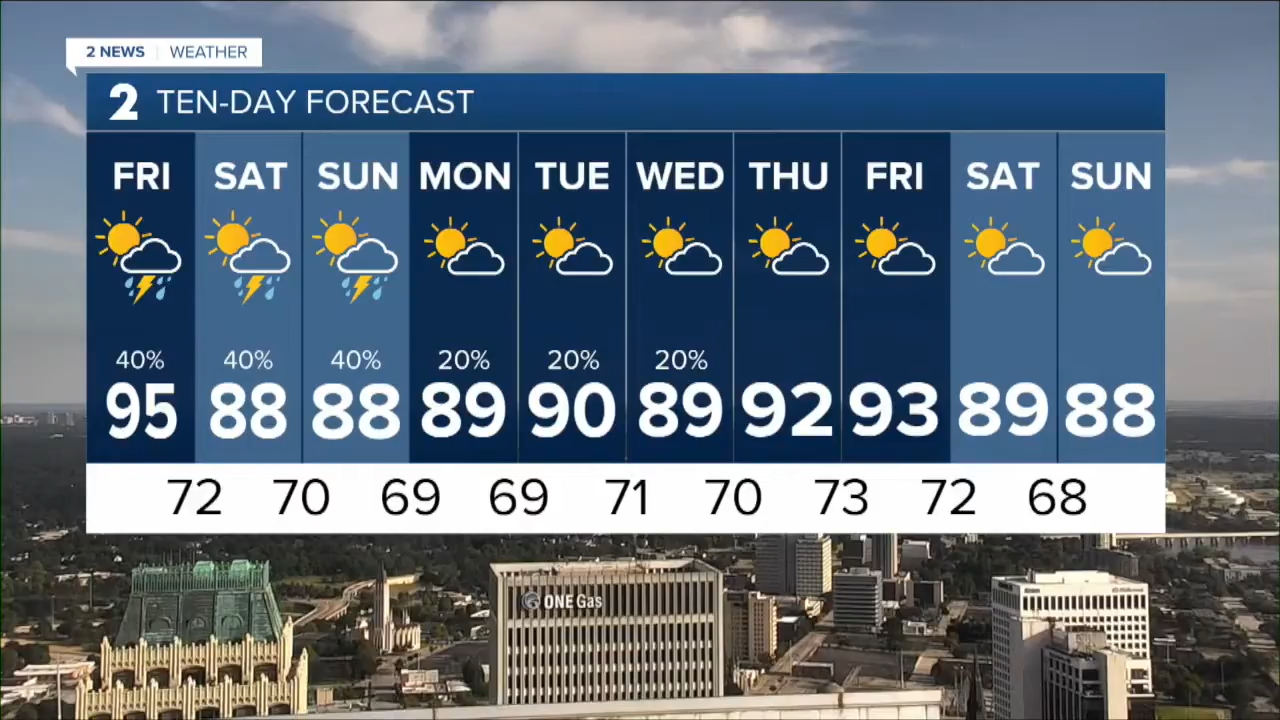 2 NEWS | WEATHER
2 TEN-DAY FORECAST
FRI SAT SUN MON TUE WED THU FRI SAT SUN
40% 40% 40% 20% 20% 20%
95 88 88 89 90 89 92 93 89 88
72 70 69 69 71 70 73 72 68
ONE Gas